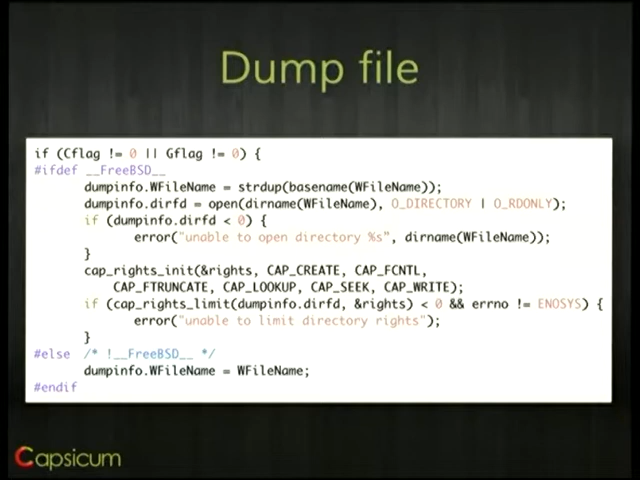 Dump file
if (Cflag != 0 || Gflag != 0) {
#ifdef __FreeBSD__
dumpinfo.WFileName = strdup(basename(WFileName));
dumpinfo.dirfd = open(dirname(WFileName), O_DIRECTORY | O_RDONLY);
if (dumpinfo.dirfd < 0) {
error("unable to open directory %s", dirname(WFileName));
}
cap_rights_init(&rights, CAP_CREATE, CAP_FCNTL,
CAP_FTRUNCATE, CAP_LOOKUP, CAP_SEEK, CAP_WRITE);
if (cap_rights_limit(dumpinfo.dirfd, &rights) < 0 && errno != ENOSYS) {
error("unable to limit directory rights");
}
#else /* !__FreeBSD__ */
dumpinfo.WFileName = WFileName;
#endif
Capsicum